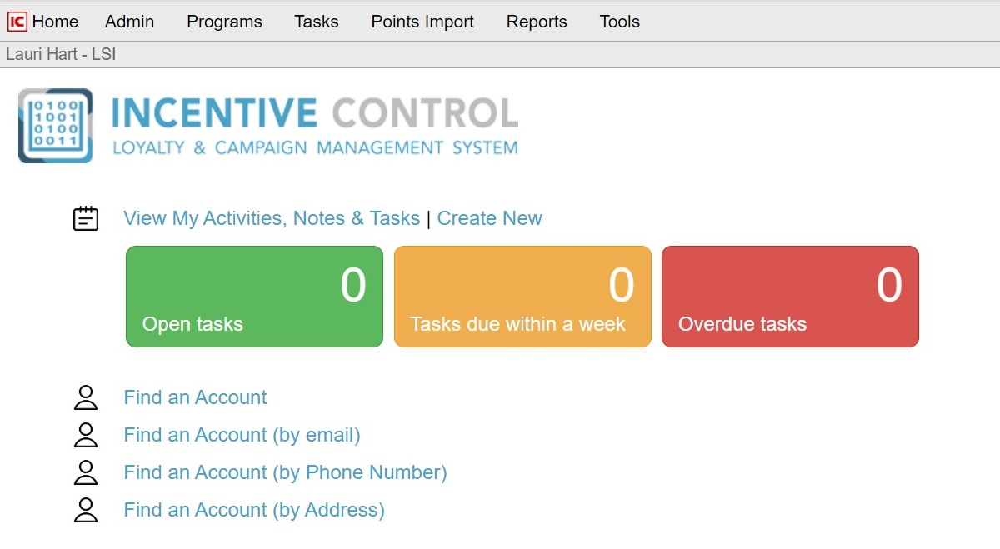 IC Home Admin Programs Tasks Points Import Reports Tools
Lauri Hart - LSI
0100
1001
0100
0011
INCENTIVE CONTROL
LOYALTY & CAMPAIGN MANAGEMENT SYSTEM
View My Activities, Notes & Tasks | Create New
0 0 0
Open tasks Tasks due within a week Overdue tasks
Find an Account
Find an Account (by email)
Find an Account (by Phone Number)
Find an Account (by Address)